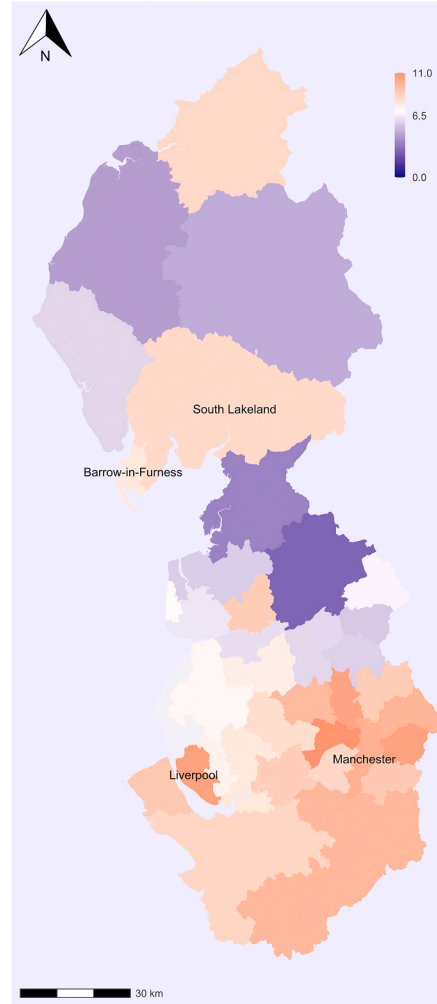 N
11.0
6.5
0.0
South Lakeland
Barrow-in-Furness
Manchester
Liverpool
30 km